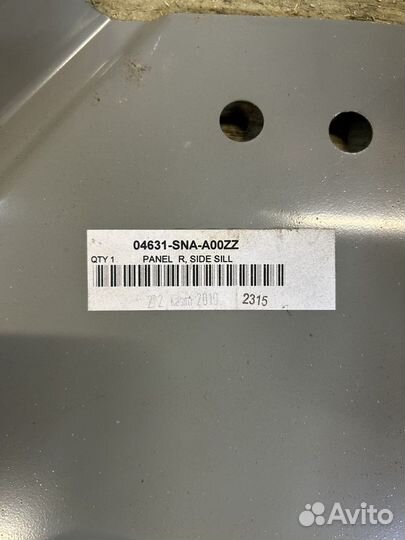 04631-SNA-A00ZZ
QTY 1 PANEL R, SIDE SILL
2315
Avito